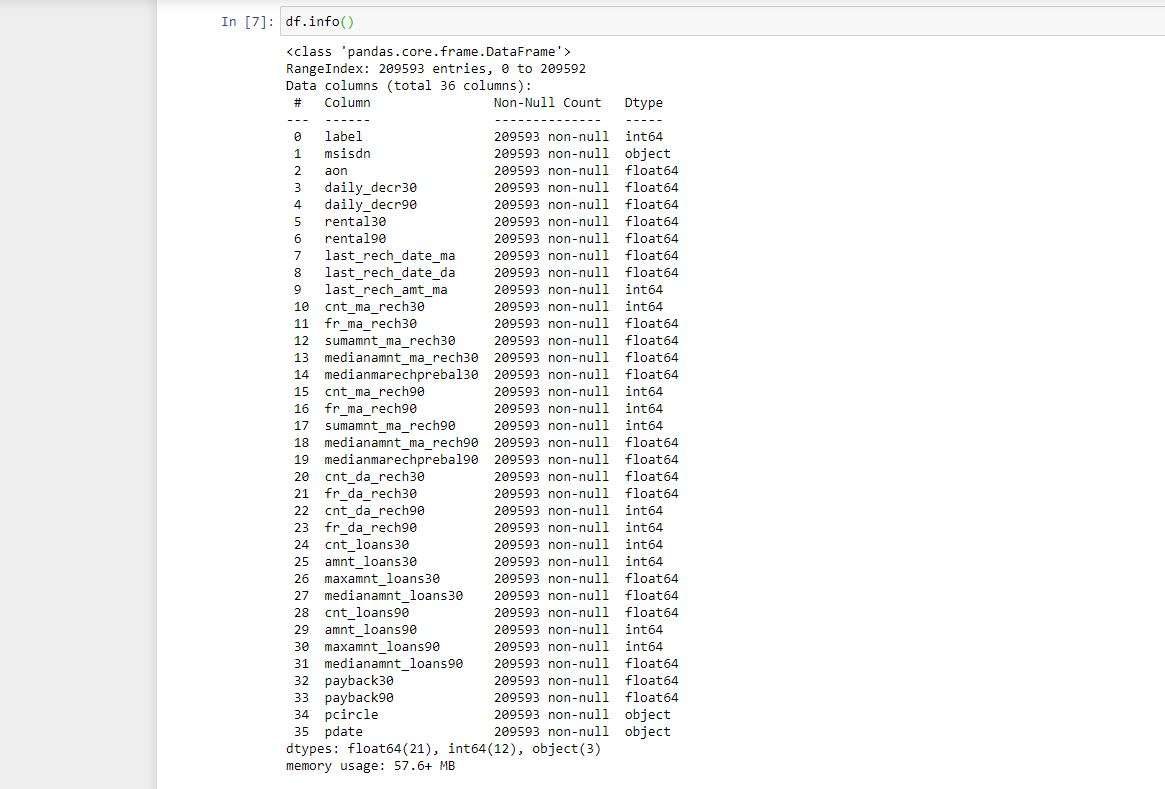 In [7]: df.info()
<class 'pandas.core.frame.DataFrame'>
RangeIndex: 209593 entries, 0 to 209592
Data columns (total 36 columns):
# Column Non-Null Count Dtype
--- ------ -------------- -----
0 label 209593 non-null int64
1 msisdn 209593 non-null object
2 aon 209593 non-null float64
3 daily_decr30 209593 non-null float64
4 daily_decr90 209593 non-null float64
5 rental30 209593 non-null float64
6 rental90 209593 non-null float64
7 last_rech_date_ma 209593 non-null float64
8 last_rech_date_da 209593 non-null float64
9 last_rech_amt_ma 209593 non-null int64
10 cnt_ma_rech30 209593 non-null int64
11 fr_ma_rech30 209593 non-null float64
12 sumamnt_ma_rech30 209593 non-null float64
13 medianamnt_ma_rech30 209593 non-null float64
14 medianmarechprebal30 209593 non-null float64
15 cnt_ma_rech90 209593 non-null int64
16 fr_ma_rech90 209593 non-null int64
17 sumamnt_ma_rech90 209593 non-null int64
18 medianamnt_ma_rech90 209593 non-null float64
19 medianmarechprebal90 209593 non-null float64
20 cnt_da_rech30 209593 non-null float64
21 fr_da_rech30 209593 non-null float64
22 cnt_da_rech90 209593 non-null int64
23 fr_da_rech90 209593 non-null int64
24 cnt_loans30 209593 non-null int64
25 amnt_loans30 209593 non-null int64
26 maxamnt_loans30 209593 non-null float64
27 medianamnt_loans30 209593 non-null float64
28 cnt_loans90 209593 non-null float64
29 amnt_loans90 209593 non-null int64
30 maxamnt_loans90 209593 non-null int64
31 medianamnt_loans90 209593 non-null float64
32 payback30 209593 non-null float64
33 payback90 209593 non-null float64
34 pcircle 209593 non-null object
35 pdate 209593 non-null object
dtypes: float64(21), int64(12), object(3)
memory usage: 57.6+ MB